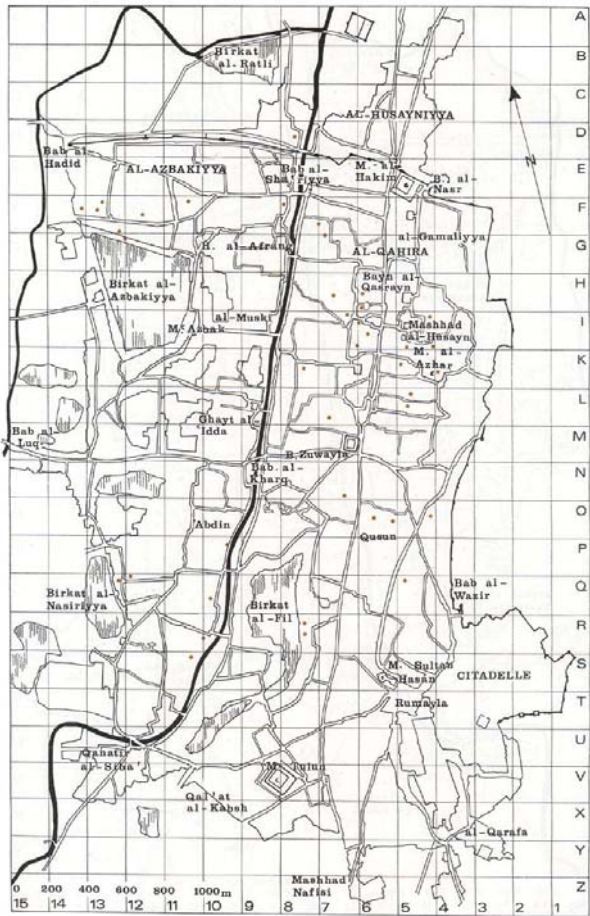 A
B
Birkat
al-Ratli
C
AL-HUSAYNIYYA
D
Bab al-
Hadid
AL-AZBAKIYYA
Bab al-
Sha'riyya
M. al-
Hakim
E
B. al-
Nasr
F
N
H. al-Afrang
al-Gamaliyya
AL-QAHIRA
G
Birkat al-
Azbakiyya
Bayn al-
Qasrayn
H
al-Muski
M. Azbak
Mashhad
al-Husayn
I
M. al-
Azhar
K
L
Ghayt al-
Idda
Bab al-
Luq
M
B. Zuwayla
Bab al-
Kharq
N
Abdin
O
Qusun
P
Birkat al-
Nasiriyya
Birkat
al-Fil
Bab al-
Wazir
Q
R
M. Sultan
Hasan
S
CITADELLE
Rumayla
T
Qanatir
al-Siba'
U
M. Tulun
V
Qal'at
al-Kabsh
X
al-Qarafa
Y
Mashhad
Nafisi
Z
0 200 400 600 800 1000m
15 14 13 12 11 10 9 8 7 6 5 4 3 2 1